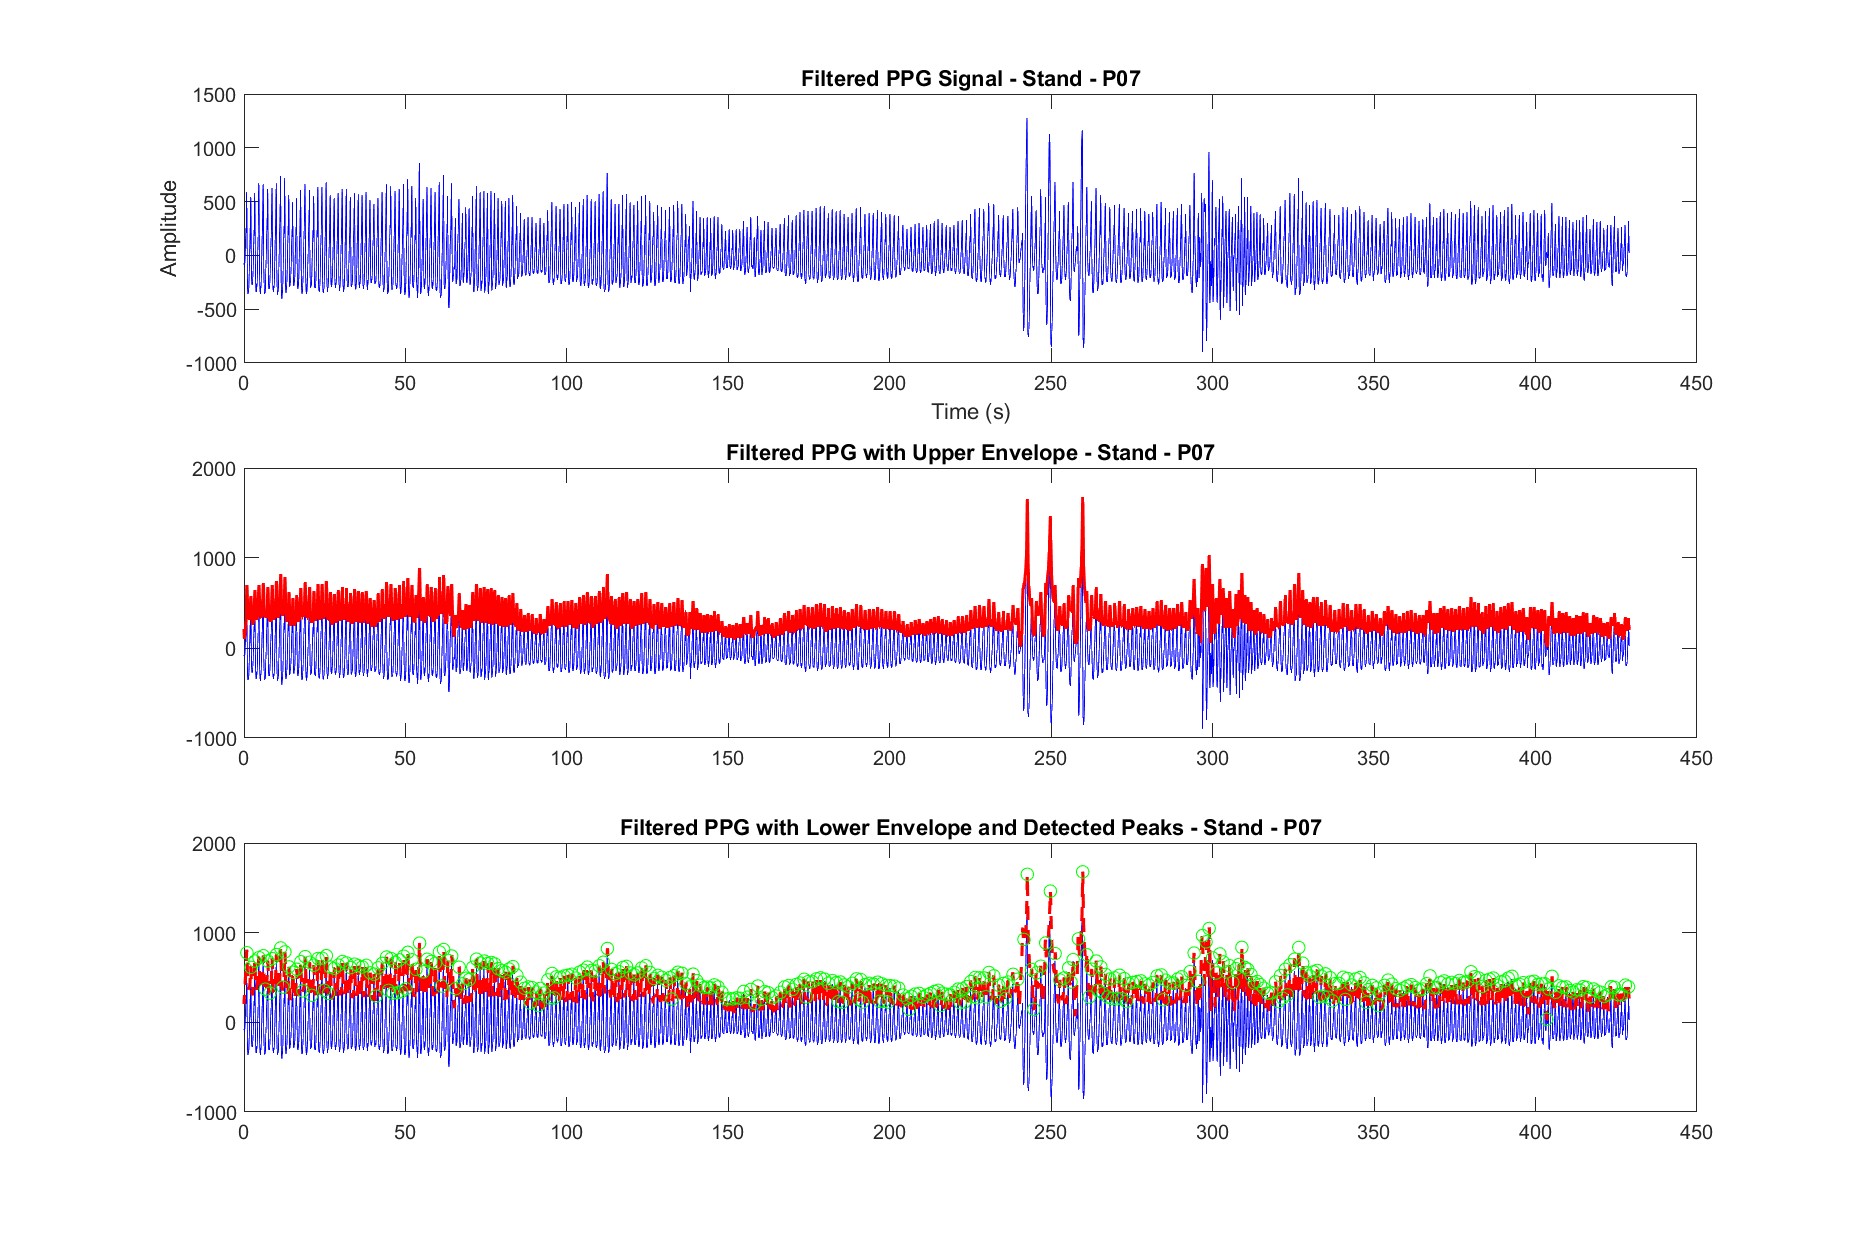 Filtered PPG Signal - Stand - P07
1500
1000
500
0
-500
-1000
Amplitude
0 50 100 150 200 250 300 350 400 450
Time (s)
Filtered PPG with Upper Envelope - Stand - P07
2000
1000
0
-1000
0 50 100 150 200 250 300 350 400 450
Filtered PPG with Lower Envelope and Detected Peaks - Stand - P07
2000
1000
0
-1000
0 50 100 150 200 250 300 350 400 450